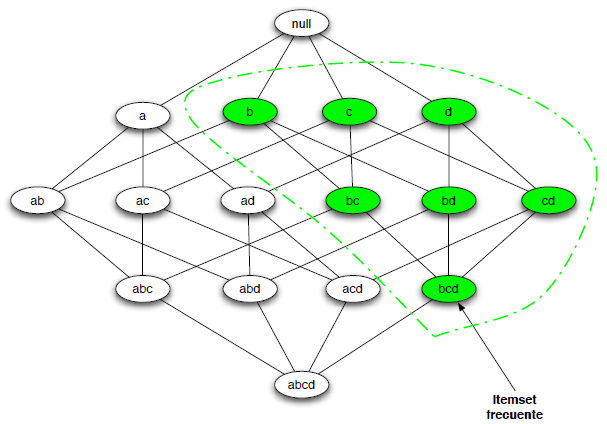 null
a
b
c
d
ab
ac
ad
bc
bd
cd
abc
abd
acd
bcd
abcd
Itemset
frecuente